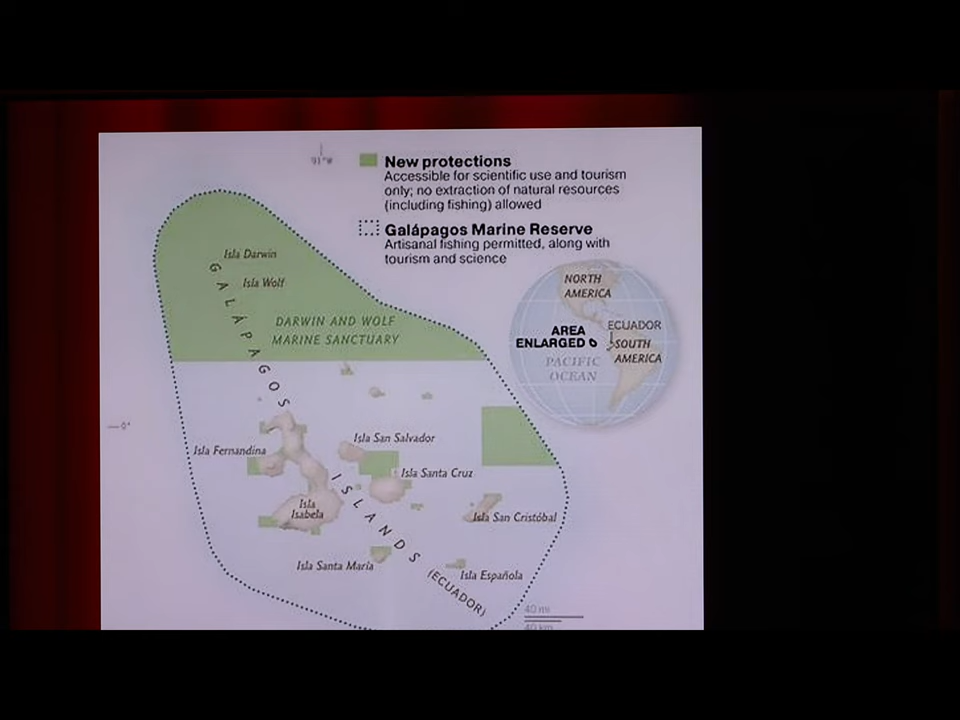 91°W
New protections
Accessible for scientific use and tourism
only; no extraction of natural resources
(including fishing) allowed
Galápagos Marine Reserve
Artisanal fishing permitted, along with
tourism and science
Isla Darwin
Isla Wolf
GALÁPAGOS
DARWIN AND WOLF
MARINE SANCTUARY
NORTH
AMERICA
AREA
ENLARGED
ECUADOR
SOUTH
AMERICA
PACIFIC
OCEAN
0°
Isla Fernandina
Isla San Salvador
Isla Santa Cruz
Isla
Isabela
ISLANDS
Isla San Cristóbal
Isla Santa María
Isla Española
(ECUADOR)
40 mi
40 km